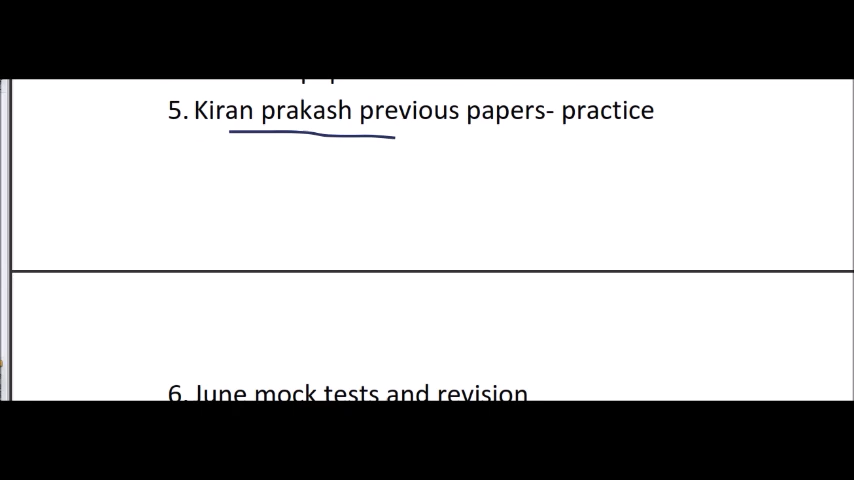 5. Kiran prakash previous papers- practice
6. June mock tests and revision